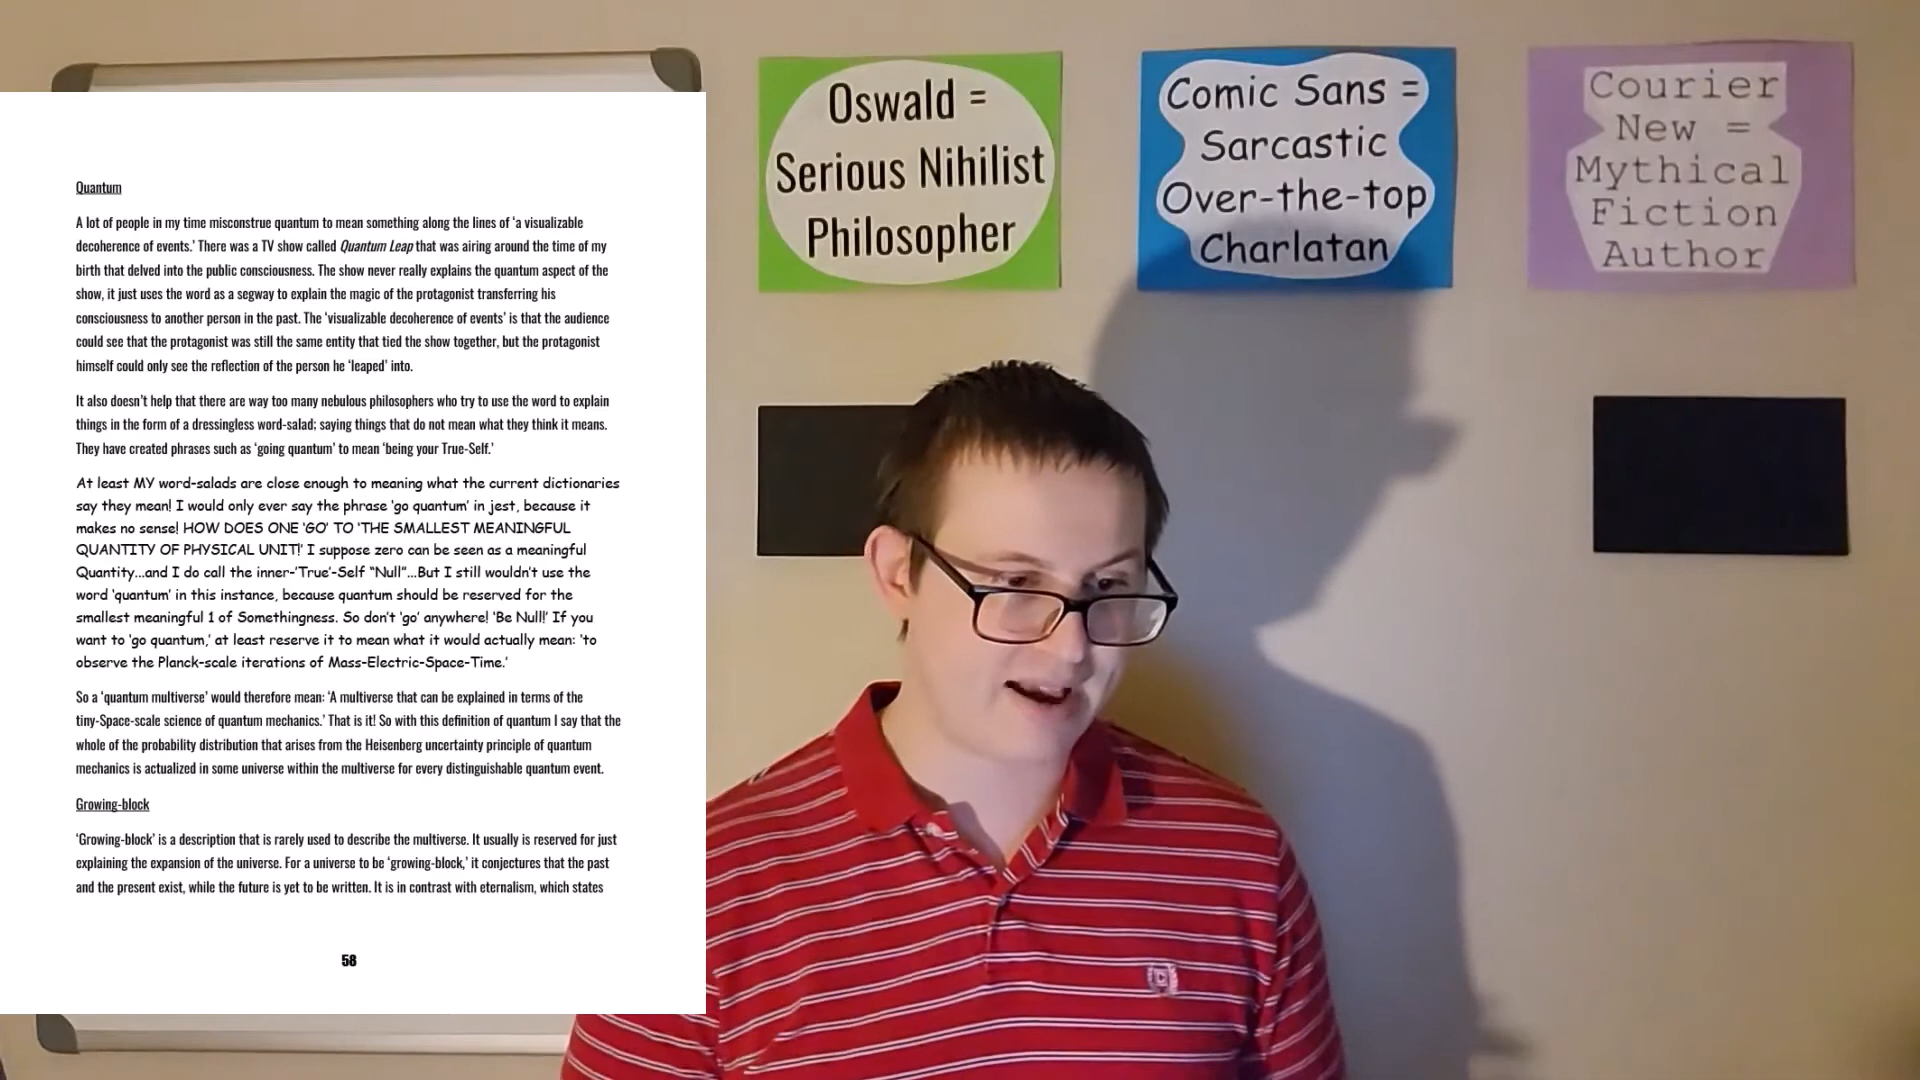 Quantum
A lot of people in my time misconstrue quantum to mean something along the lines of ‘a visualizable
decoherence of events.’ There was a TV show called Quantum Leap that was airing around the time of my
birth that delved into the public consciousness. The show never really explains the quantum aspect of the
show, it just uses the word as a segway to explain the magic of the protagonist transferring his
consciousness to another person in the past. The ‘visualizable decoherence of events’ is that the audience
could see that the protagonist was still the same entity that tied the show together, but the protagonist
himself could only see the reflection of the person he ‘leaped’ into.
It also doesn’t help that there are way too many nebulous philosophers who try to use the word to explain
things in the form of a dressingless word-salad; saying things that do not mean what they think it means.
They have created phrases such as ‘going quantum’ to mean ‘being your True-Self.’
At least MY word-salads are close enough to meaning what the current dictionaries
say they mean! I would only ever say the phrase ‘go quantum’ in jest, because it
makes no sense! HOW DOES ONE ‘GO’ TO ‘THE SMALLEST MEANINGFUL
QUANTITY OF PHYSICAL UNIT!’ I suppose zero can be seen as a meaningful
Quantity...and I do call the inner-‘True’-Self “Null”...But I still wouldn’t use the
word ‘quantum’ in this instance, because quantum should be reserved for the
smallest meaningful 1 of Somethingness. So don’t ‘go’ anywhere! ‘Be Null!’ If you
want to ‘go quantum,’ at least reserve it to mean what it would actually mean: ‘to
observe the Planck-scale iterations of Mass-Electric-Space-Time.’
So a ‘quantum multiverse’ would therefore mean: ‘A multiverse that can be explained in terms of the
tiny-Space-scale science of quantum mechanics.’ That is it! So with this definition of quantum I say that the
whole of the probability distribution that arises from the Heisenberg uncertainty principle of quantum
mechanics is actualized in some universe within the multiverse for every distinguishable quantum event.
Growing-block
‘Growing-block’ is a description that is rarely used to describe the multiverse. It usually is reserved for just
explaining the expansion of the universe. For a universe to be ‘growing-block,’ it conjectures that the past
and the present exist, while the future is yet to be written. It is in contrast with eternalism, which states
58
Oswald =
Serious Nihilist
Philosopher
Comic Sans =
Sarcastic
Over-the-top
Charlatan
Courier
New =
Mythical
Fiction
Author